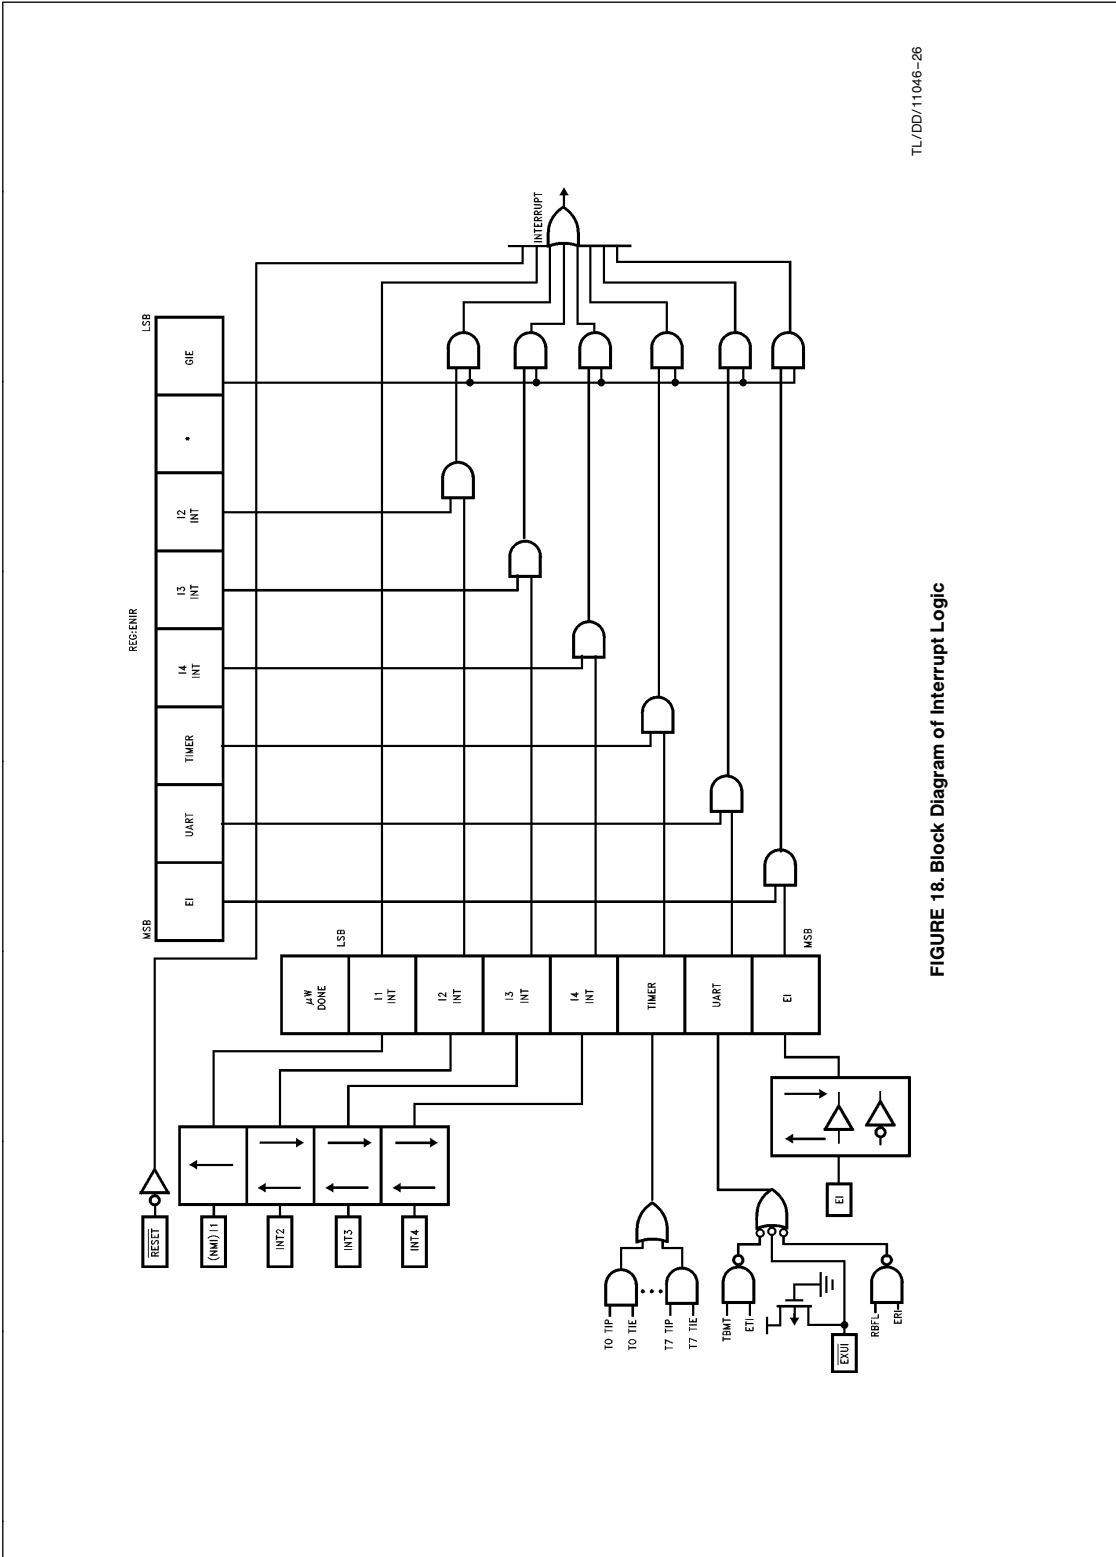 REG:ENIR
MSB
LSB
EI
UART
TIMER
I4
INT
I3
INT
I2
INT
*
GIE
RESET
(NMI) I1
INT2
INT3
INT4
T0 TIP
T0 TIE
T7 TIP
T7 TIE
TBMT
ETI
EXUI
RBFL
ERI
EI
LSB
μW
DONE
I1
INT
I2
INT
I3
INT
I4
INT
TIMER
UART
EI
MSB
INTERRUPT
TL/DD/11046–26
FIGURE 18. Block Diagram of Interrupt Logic